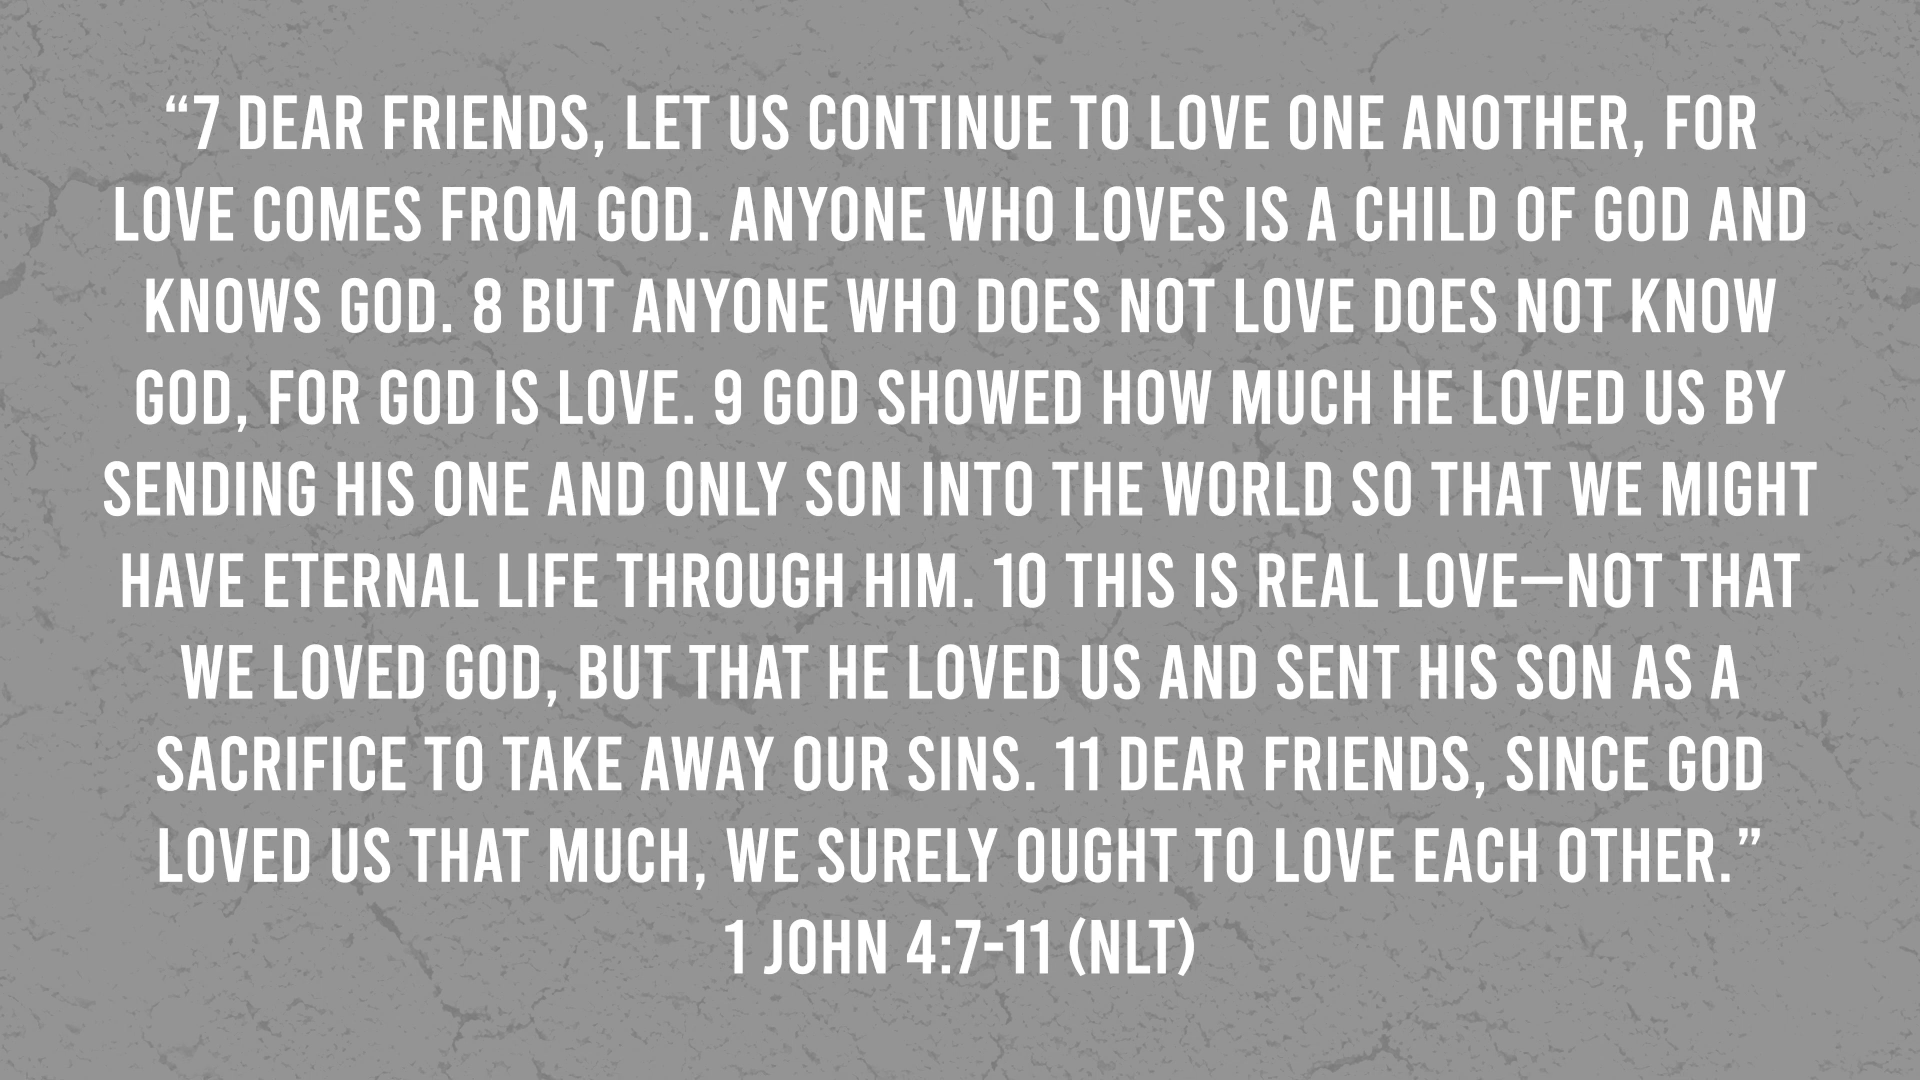 “7 DEAR FRIENDS, LET US CONTINUE TO LOVE ONE ANOTHER, FOR
LOVE COMES FROM GOD. ANYONE WHO LOVES IS A CHILD OF GOD AND
KNOWS GOD. 8 BUT ANYONE WHO DOES NOT LOVE DOES NOT KNOW
GOD, FOR GOD IS LOVE. 9 GOD SHOWED HOW MUCH HE LOVED US BY
SENDING HIS ONE AND ONLY SON INTO THE WORLD SO THAT WE MIGHT
HAVE ETERNAL LIFE THROUGH HIM. 10 THIS IS REAL LOVE—NOT THAT
WE LOVED GOD, BUT THAT HE LOVED US AND SENT HIS SON AS A
SACRIFICE TO TAKE AWAY OUR SINS. 11 DEAR FRIENDS, SINCE GOD
LOVED US THAT MUCH, WE SURELY OUGHT TO LOVE EACH OTHER.”
1 JOHN 4:7-11 (NLT)